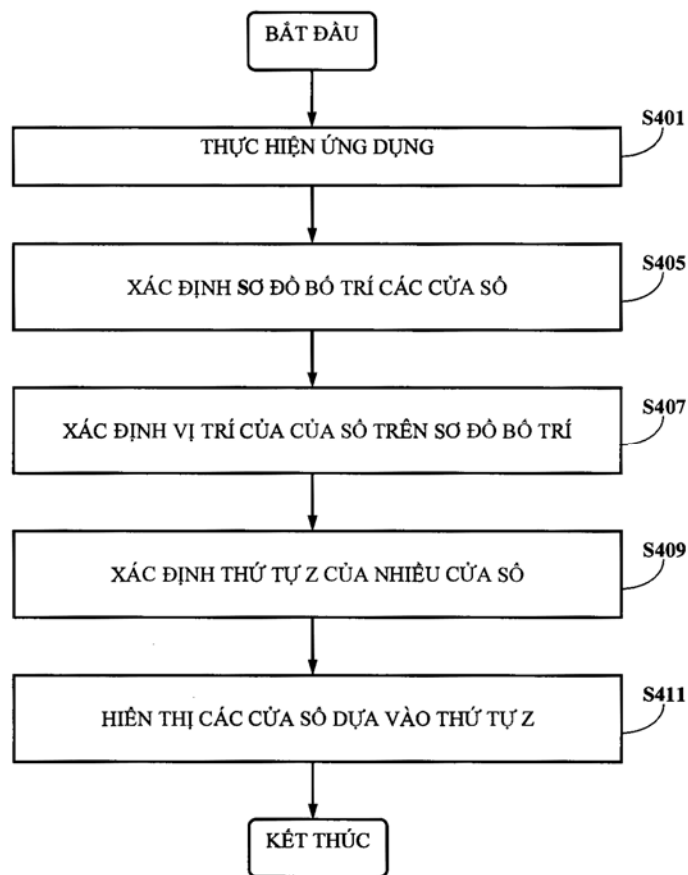 BẮT ĐẦU
S401
THỰC HIỆN ỨNG DỤNG
S405
XÁC ĐỊNH SƠ ĐỒ BỐ TRÍ CÁC CỬA SỔ
S407
XÁC ĐỊNH VỊ TRÍ CỦA CỦA SỔ TRÊN SƠ ĐỒ BỐ TRÍ
S409
XÁC ĐỊNH THỨ TỰ Z CỦA NHIỀU CỬA SỔ
S411
HIỂN THỊ CÁC CỬA SỔ DỰA VÀO THỨ TỰ Z
KẾT THÚC